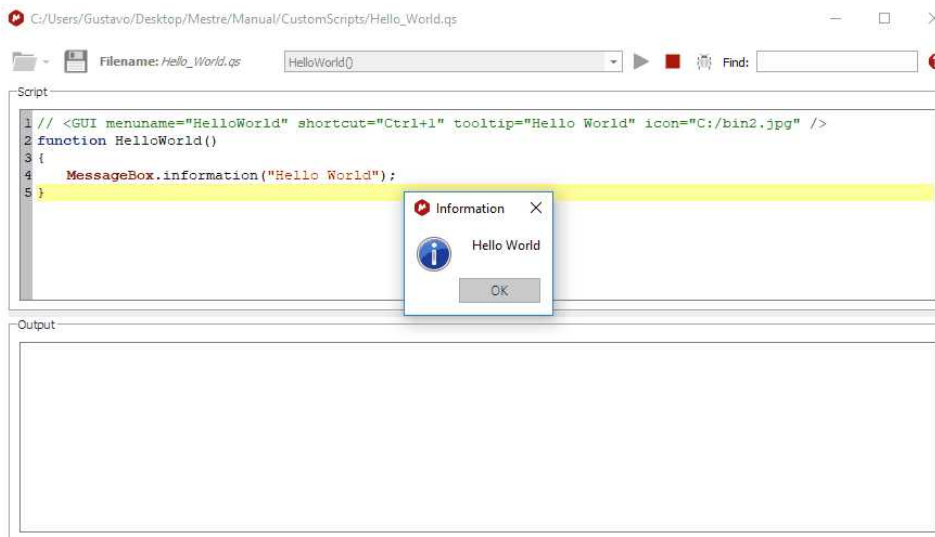 C:/Users/Gustavo/Desktop/Mestre/Manual/CustomScripts/Hello_World.qs
Filename: Hello_World.qs
HelloWorld()
Find:
Script
1 // <GUI menuname="HelloWorld" shortcut="Ctrl+1" tooltip="Hello World" icon="C:/bin2.jpg" />
2 function HelloWorld()
3 {
4 MessageBox.information("Hello World");
5 }
Information
Hello World
OK
Output